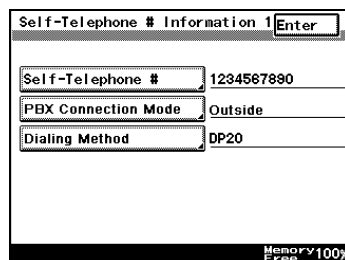 Self-Telephone # Information 1 Enter
Self-Telephone # 1234567890
PBX Connection Mode Outside
Dialing Method DP20
Memory 100%
Free